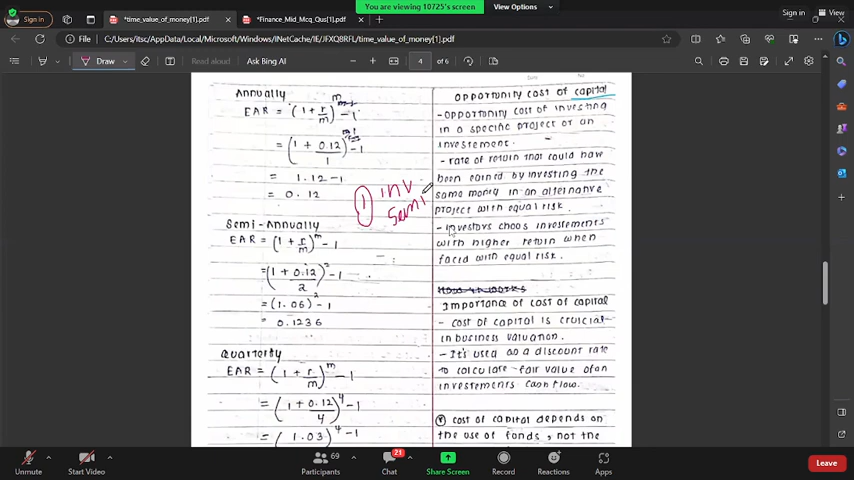 You are viewing 10725's screen
View Options
Sign in
*time_value_of_money[1].pdf
*Finance_Mid_Mcq_Qus[1].pdf
Sign in
View
File
C:/Users/itsc/AppData/Local/Microsoft/Windows/INetCache/IE/JFXQ8RFL/time_value_of_money[1].pdf
Draw
Ask Bing AI
4 of 6
Annually
EAR = (1 + r/m)^m - 1
= (1 + 0.12/1) - 1
= 1.12 - 1
= 0.12
Semi-Annually
EAR = (1 + r/m)^m - 1
= (1 + 0.12/2)^2 - 1
= (1.06)^2 - 1
= 0.1236
Quarterly
EAR = (1 + r/m)^m - 1
= (1 + 0.12/4)^4 - 1
= (1.03)^4 - 1
① inv
Semi
opportunity cost of capital
- opportunity cost of investing
in a specific project or an
investement.
- rate of return that could have
been earned by investing the
same money in an alternative
project with equal risk.
- investors choos investements
with higher return when
faced with equal risk.
Importance of cost of capital
- cost of capital is crucial
in business valuation.
- It's used as a discount rate
to calculate fair value of an
investements cash flow.
cost of capital depends on
the use of funds, not the
Unmute
Start Video
Participants
69
Chat
21
Share Screen
Record
Reactions
Apps
Leave